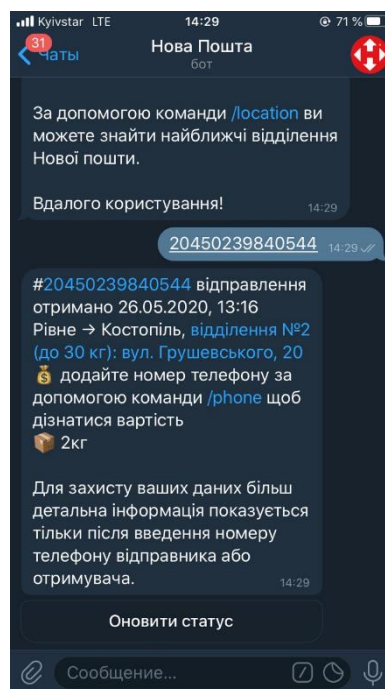 Kyivstar LTE 14:29 71 %
31
Чаты
Нова Пошта
бот
За допомогою команди /location ви
можете знайти найближчі відділення
Нової пошти.
Вдалого користування!
14:29
20450239840544 14:29
#20450239840544 відправлення
отримано 26.05.2020, 13:16
Рівне → Костопіль, відділення №2
(до 30 кг): вул. Грушевського, 20
💰 додайте номер телефону за
допомогою команди /phone щоб
дізнатися вартість
📦 2кг
Для захисту ваших даних більш
детальна інформація показується
тільки після введення номеру
телефону відправника або
отримувача.
14:29
Оновити статус
Сообщение...